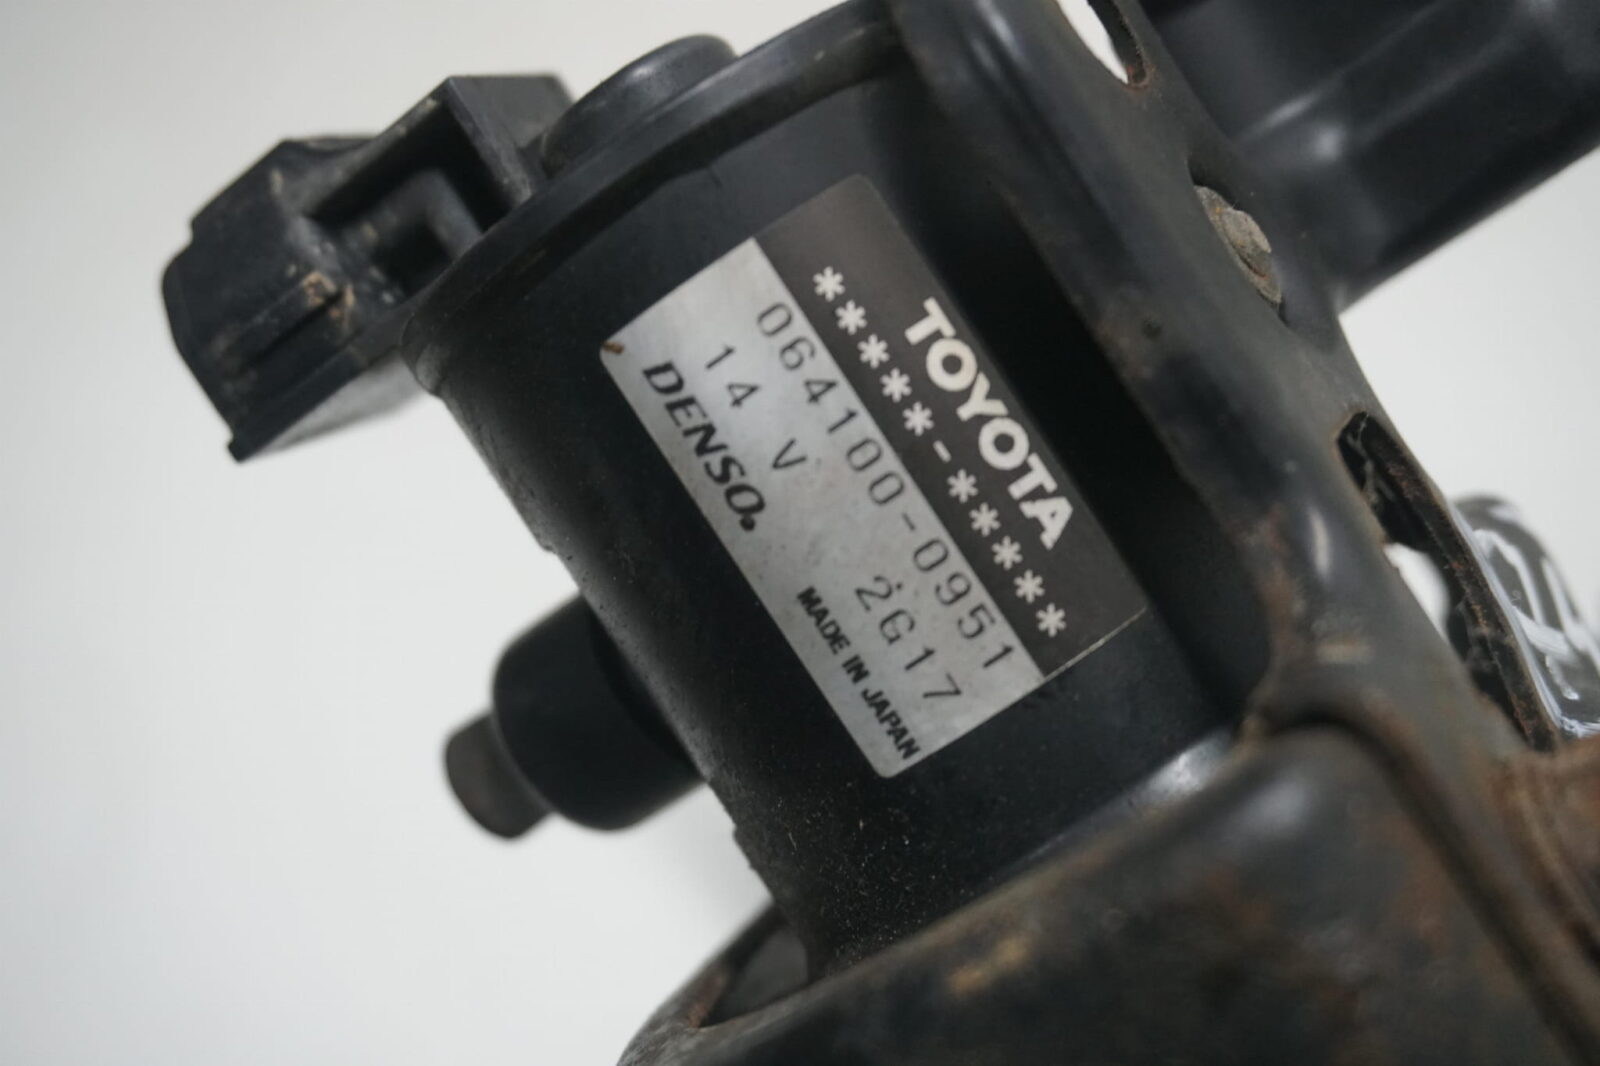 TOYOTA
*****-*****
064100-0951
14 V 2G17
DENSO. MADE IN JAPAN